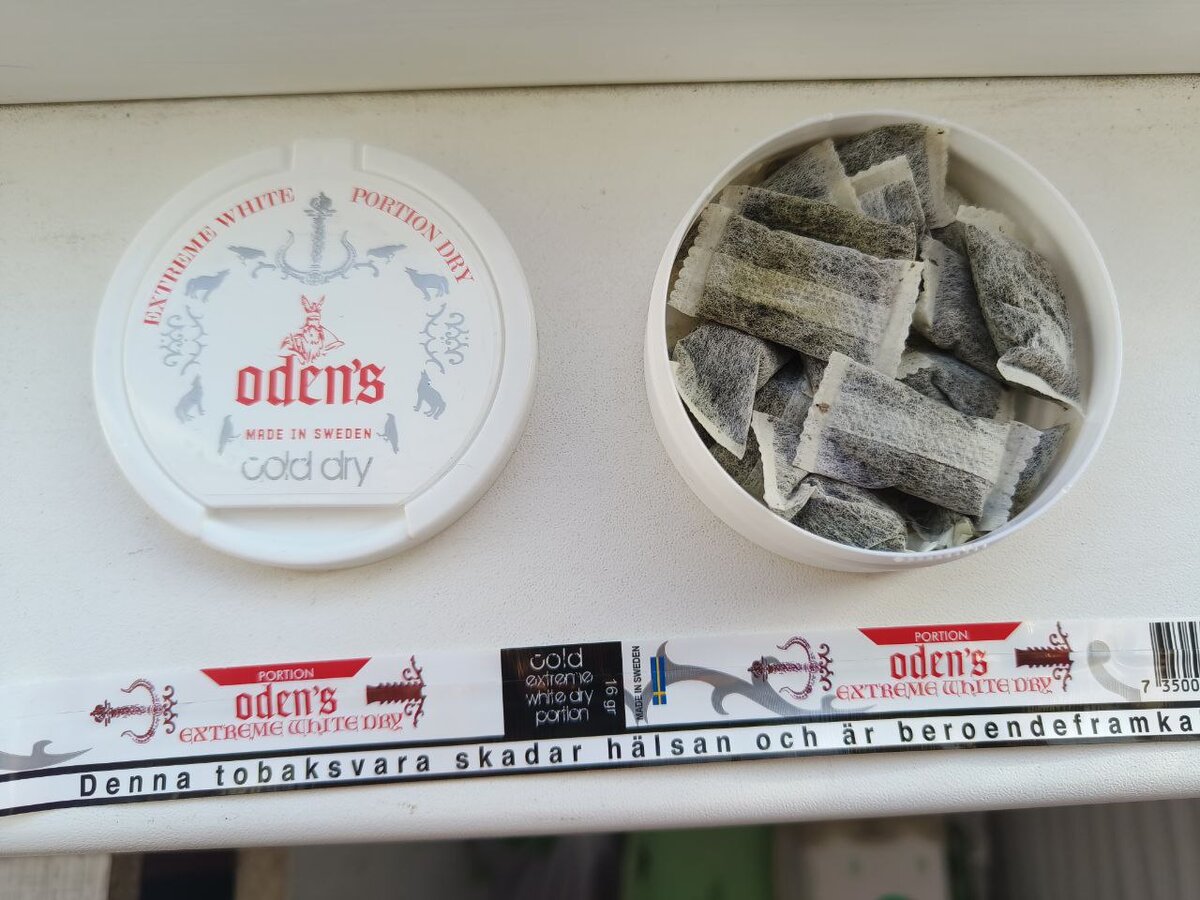 EXTREME WHITE PORTION DRY
oden's
MADE IN SWEDEN
cold dry
PORTION
oden's
EXTREME WHITE DRY
cold
extreme
white dry
portion
16 gr
MADE IN SWEDEN
PORTION
oden's
EXTREME WHITE DRY
7 3500
Denna tobaksvara skadar hälsan och är beroendeframka